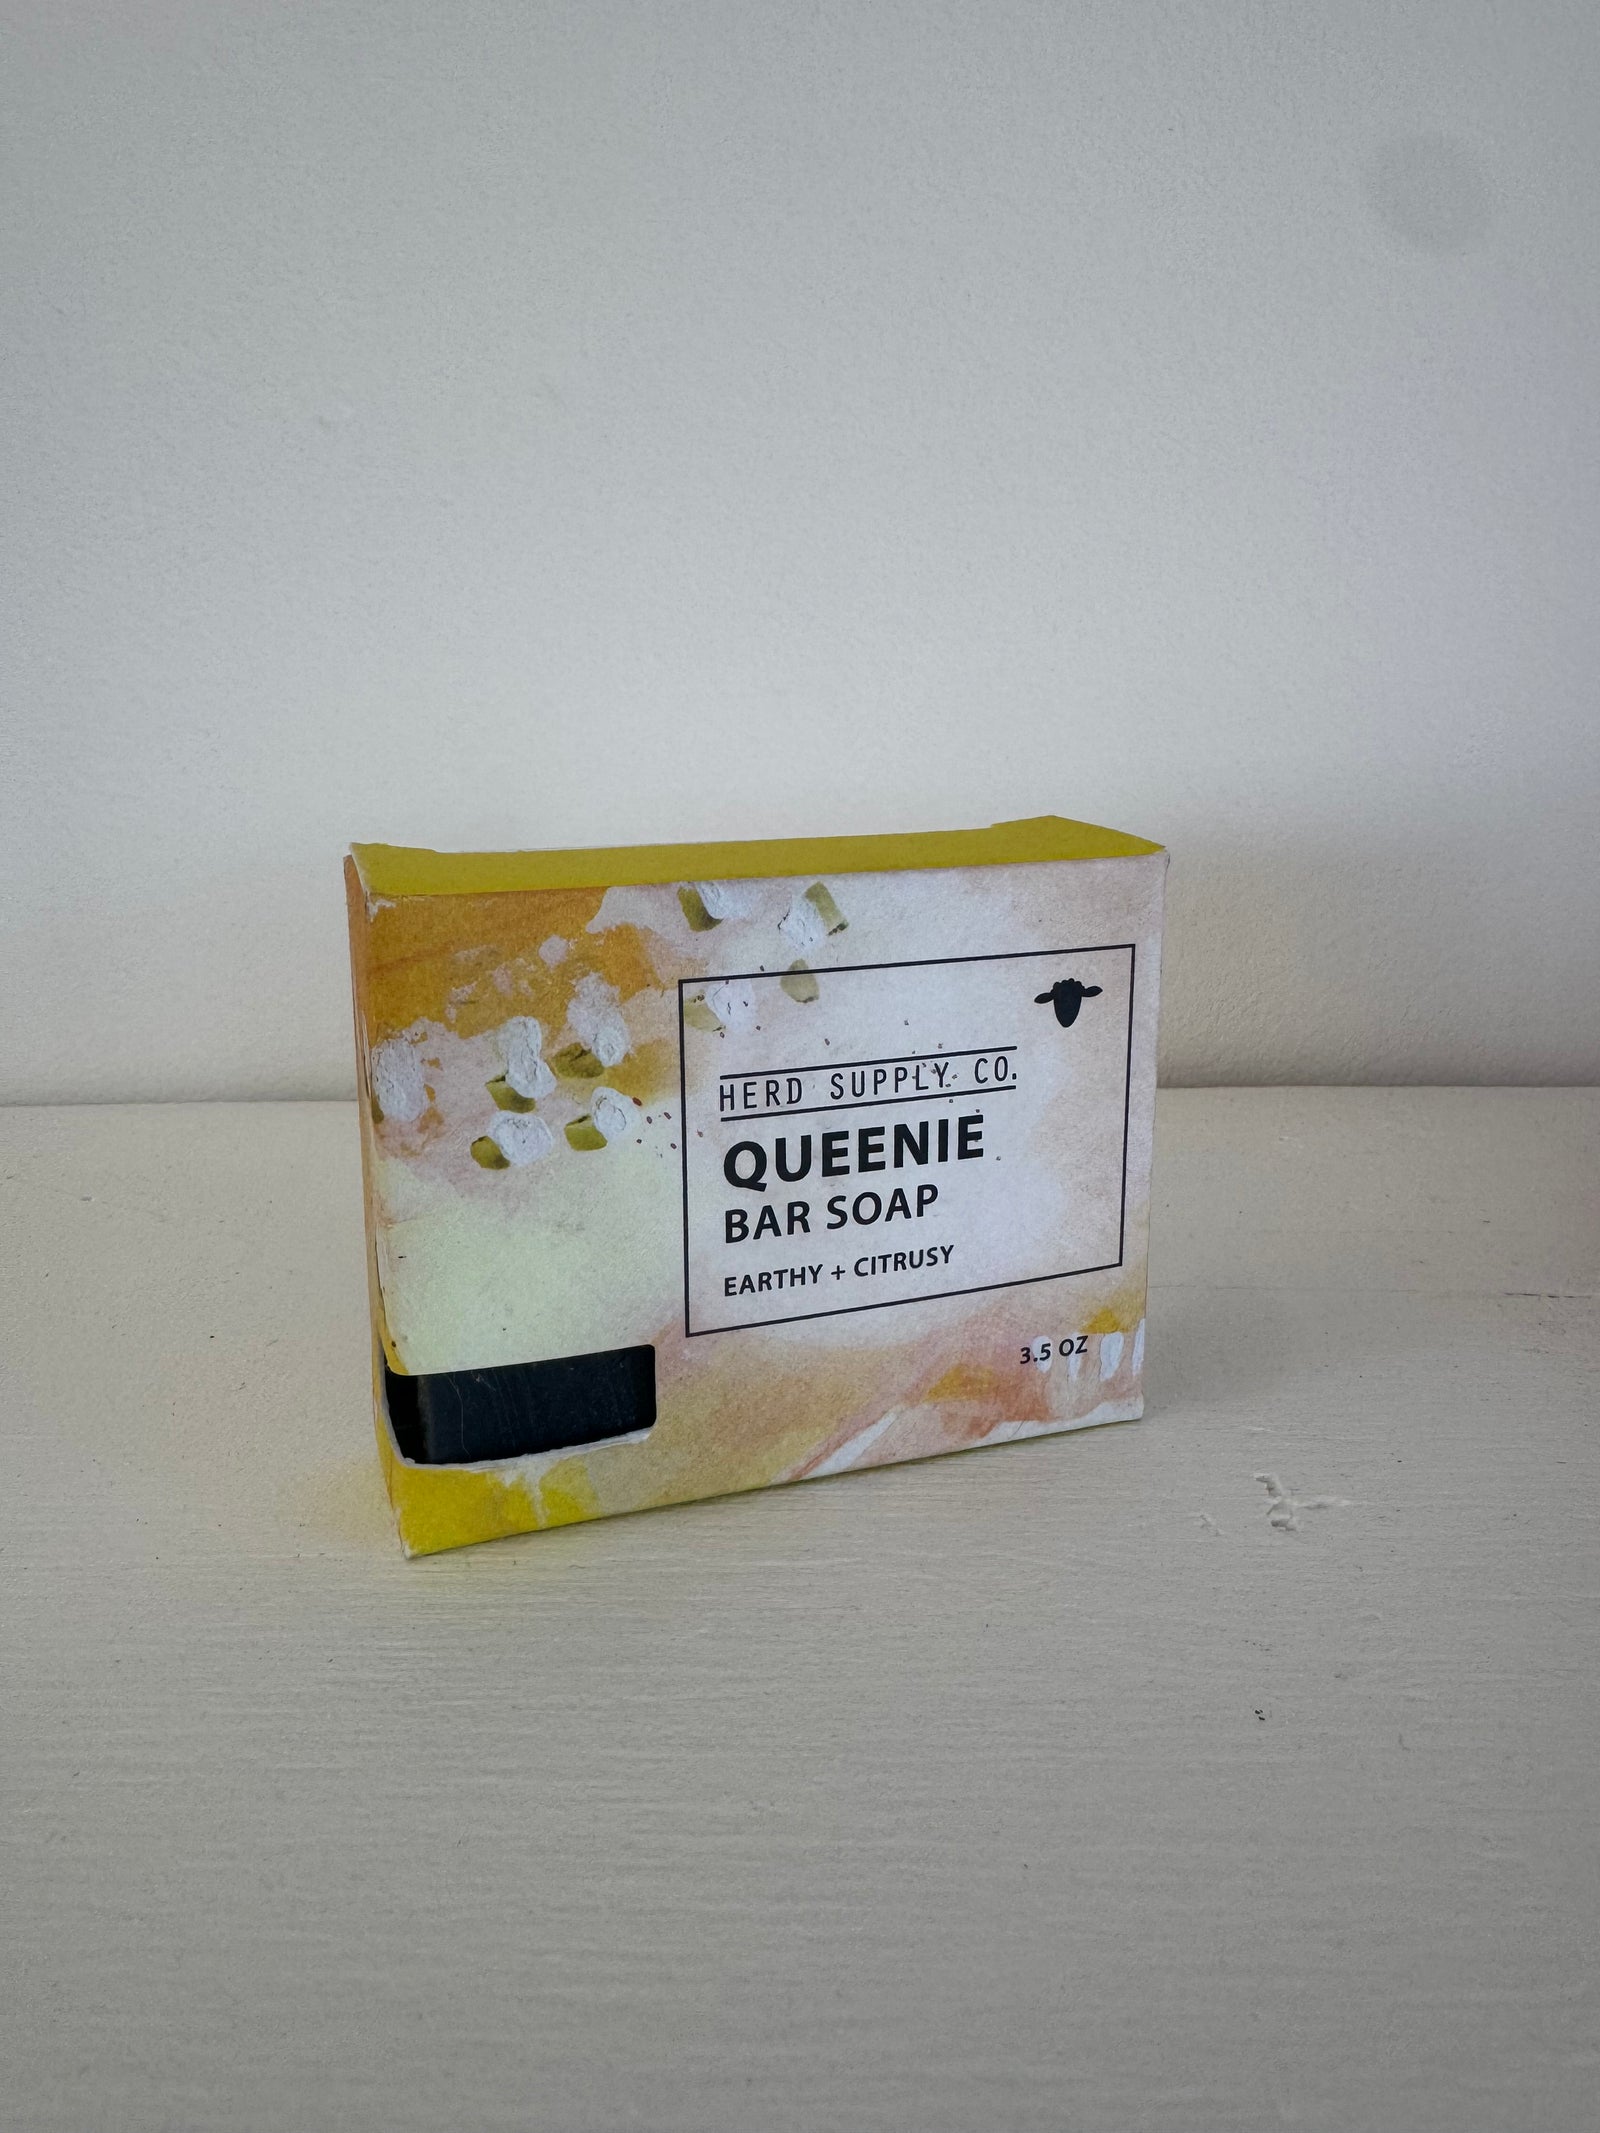 HERD SUPPLY CO.
QUEENIE
BAR SOAP
EARTHY + CITRUSY
3.5 OZ